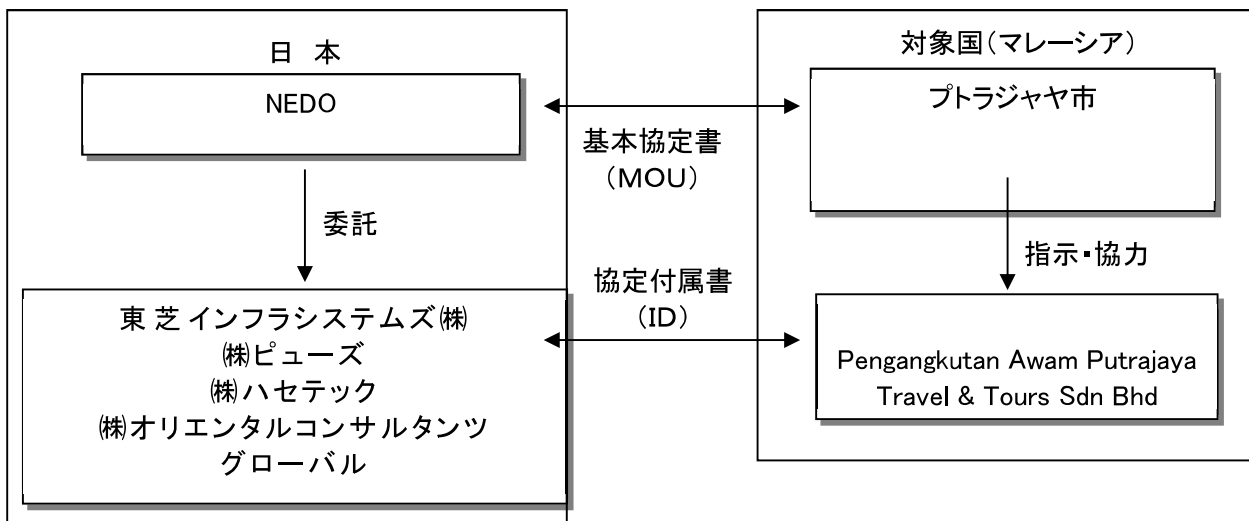 日 本
NEDO
委託
東芝インフラシステムズ㈱
㈱ピューズ
㈱ハセテック
㈱オリエンタルコンサルタンツ
グローバル
基本協定書
（MOU）
協定付属書
（ID）
対象国（マレーシア）
プトラジャヤ市
指示・協力
Pengangkutan Awam Putrajaya
Travel & Tours Sdn Bhd